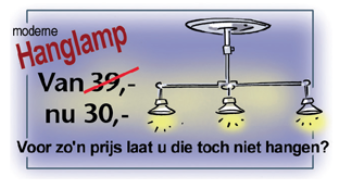 moderne
Hanglamp
Van 39,-
nu 30,-
Voor zo'n prijs laat u die toch niet hangen?